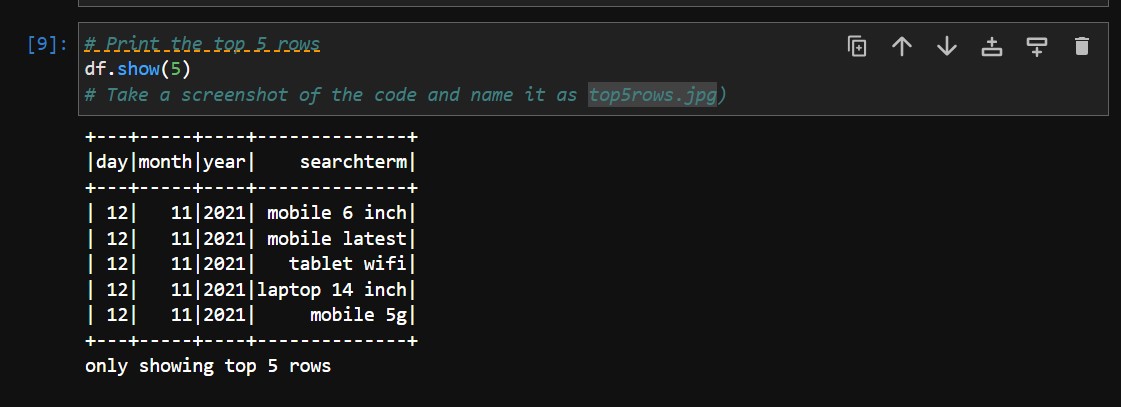 [9]: # Print the top 5 rows
df.show(5)
# Take a screenshot of the code and name it as top5rows.jpg)
+---+-----+----+--------------+
|day|month|year|    searchterm|
+---+-----+----+--------------+
| 12|   11|2021| mobile 6 inch|
| 12|   11|2021| mobile latest|
| 12|   11|2021|   tablet wifi|
| 12|   11|2021|laptop 14 inch|
| 12|   11|2021|     mobile 5g|
+---+-----+----+--------------+
only showing top 5 rows